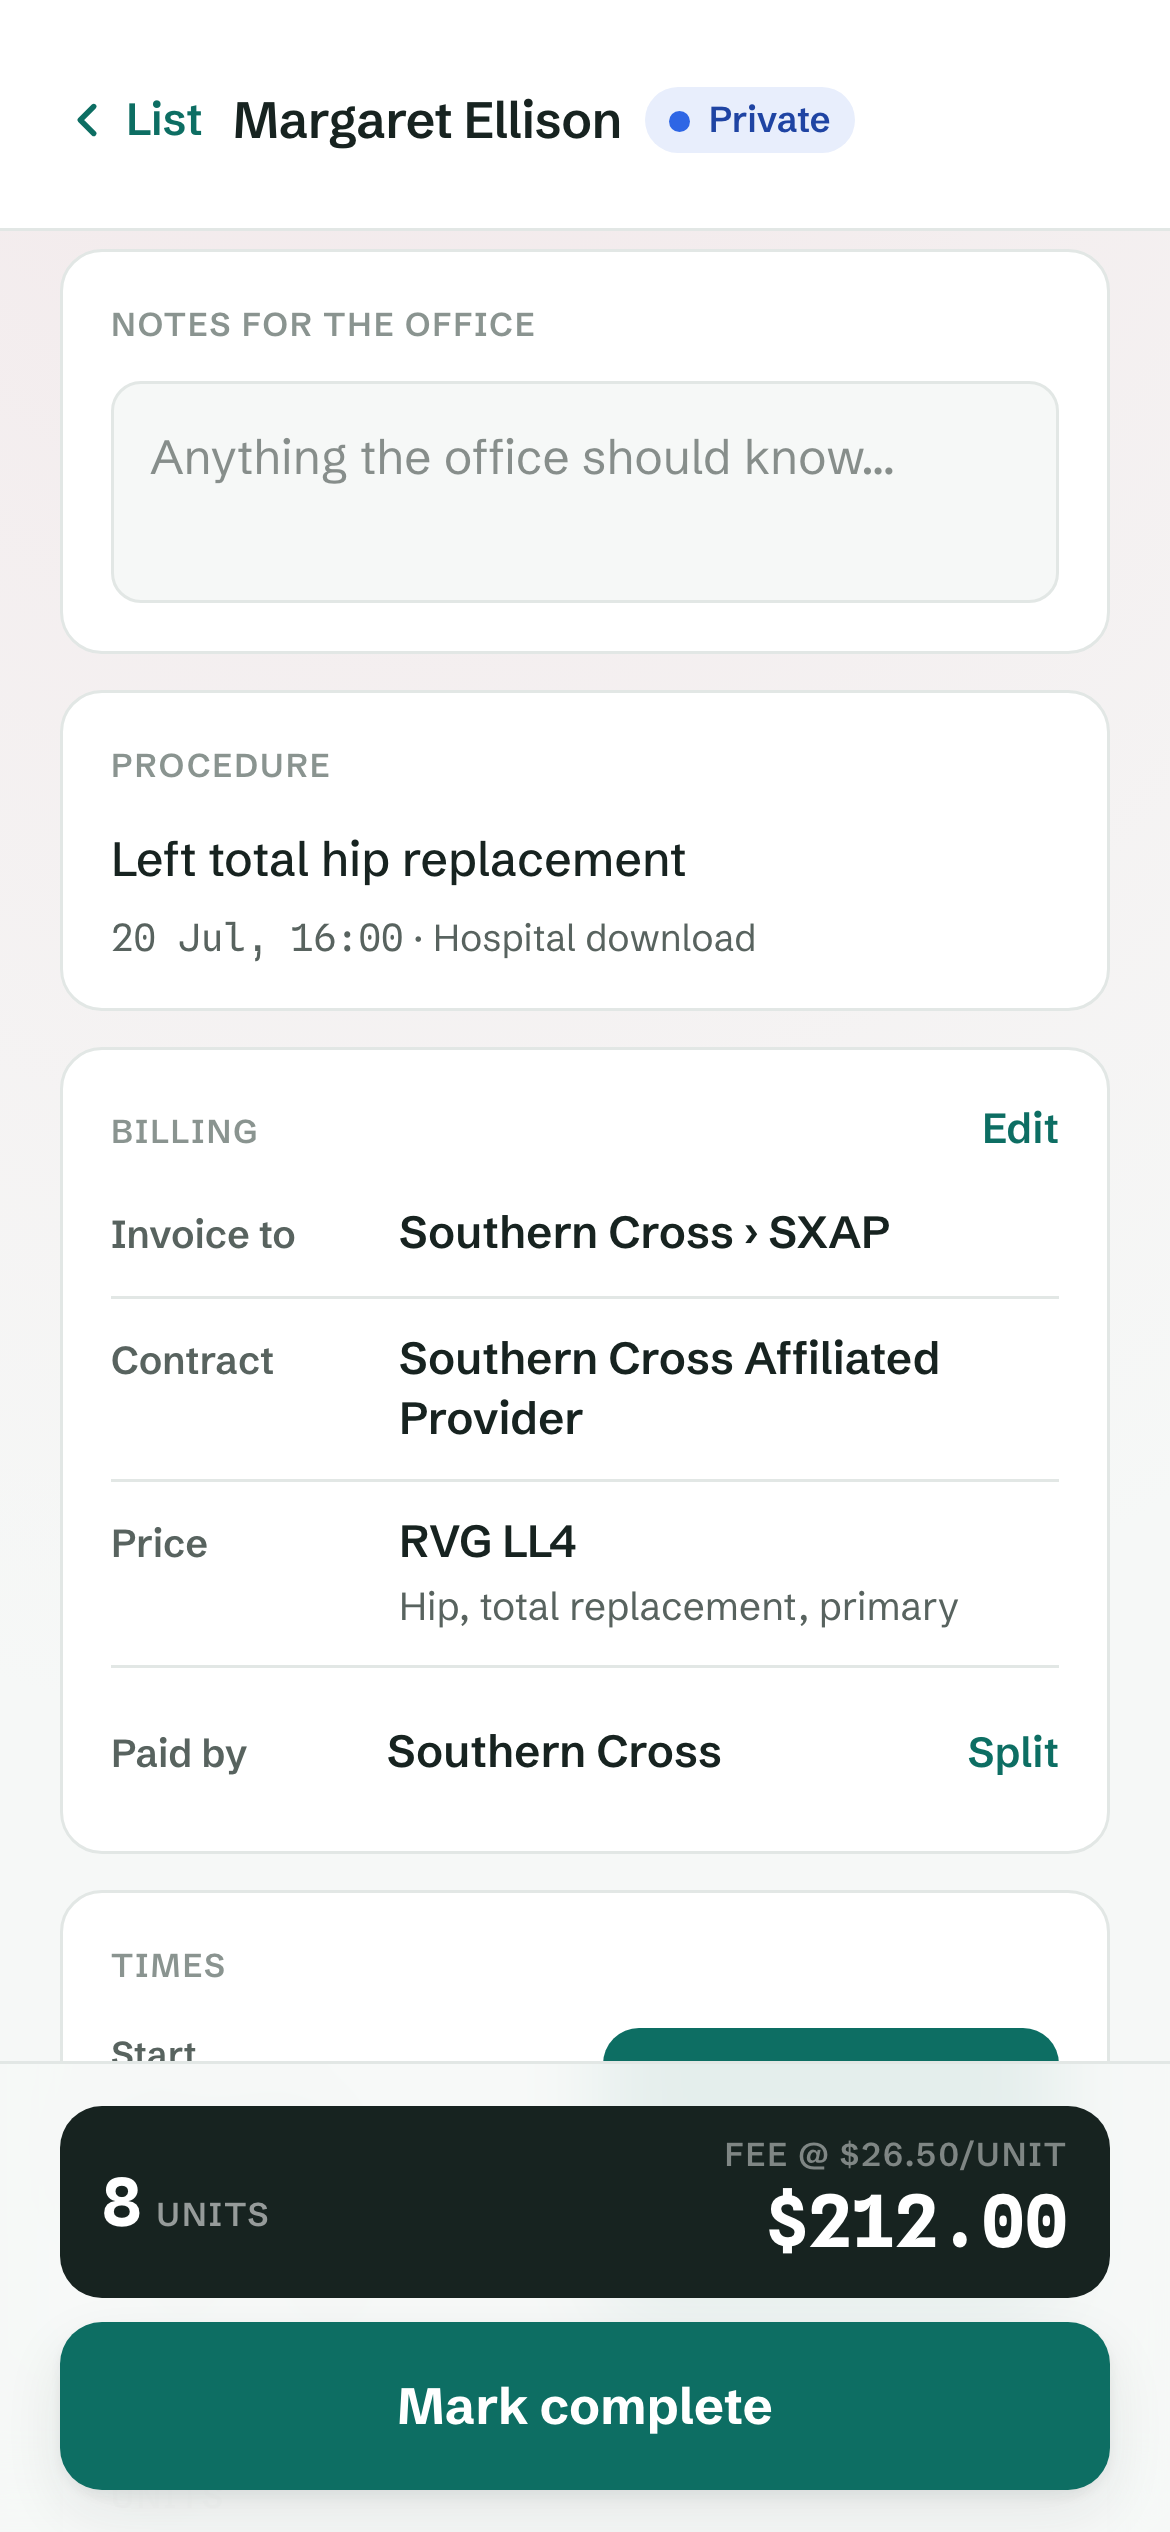 List Margaret Ellison Private
NOTES FOR THE OFFICE
Anything the office should know...
PROCEDURE
Left total hip replacement
20 Jul, 16:00 · Hospital download
BILLING Edit
Invoice to Southern Cross › SXAP
Contract Southern Cross Affiliated
Provider
Price RVG LL4
Hip, total replacement, primary
Paid by Southern Cross Split
TIMES
Start
FEE @ $26.50/UNIT
8 UNITS $212.00
Mark complete